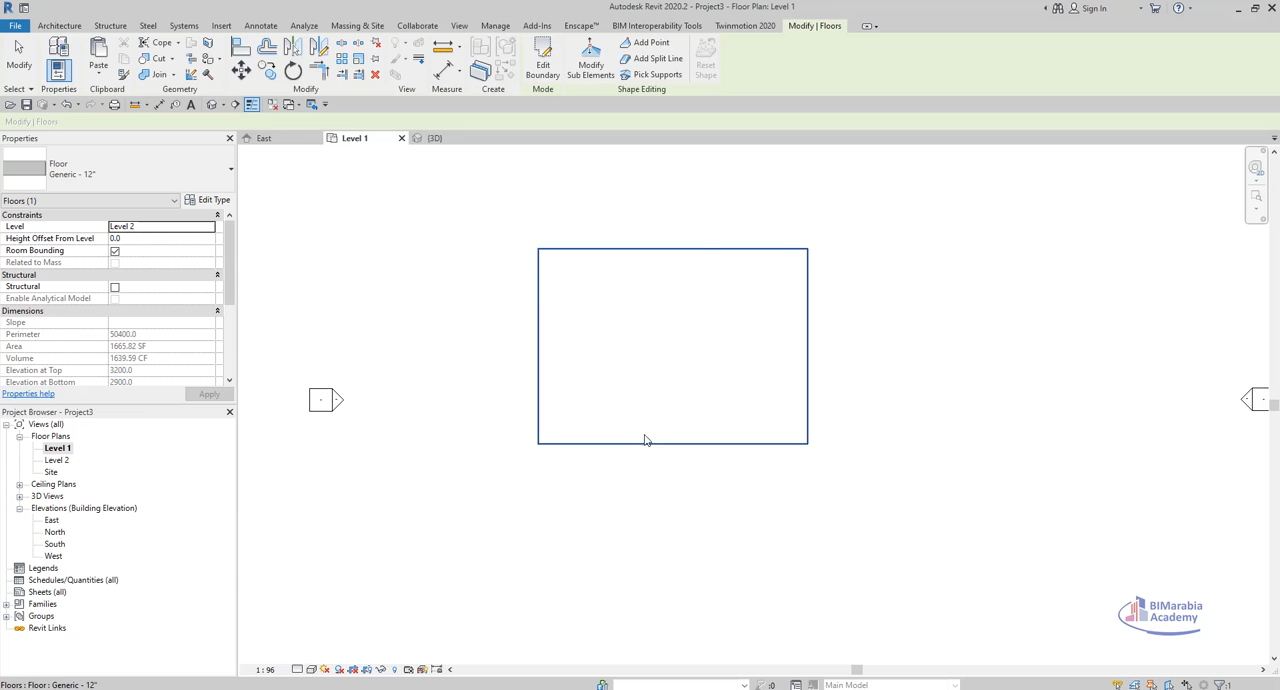 Autodesk Revit 2020.2 - Project3 - Floor Plan: Level 1
Sign In
File Architecture Structure Steel Systems Insert Annotate Analyze Massing & Site Collaborate View Manage Add-Ins Enscape™ BIM Interoperability Tools Twinmotion 2020 Modify | Floors
Modify
Paste
Cope
Cut
Join
Edit Boundary
Modify Sub Elements
Add Point
Add Split Line
Pick Supports
Reset Shape
Select Properties Clipboard Geometry Modify View Measure Create Mode Shape Editing
Modify | Floors
Properties
East
Level 1
{3D}
Floor
Generic - 12"
Floors (1)
Edit Type
Constraints
Level Level 2
Height Offset From Level 0.0
Room Bounding
Related to Mass
Structural
Structural
Enable Analytical Model
Dimensions
Slope
Perimeter 50400.0
Area 1665.82 SF
Volume 1639.59 CF
Elevation at Top 3200.0
Elevation at Bottom 2900.0
Properties help
Apply
Project Browser - Project3
Views (all)
Floor Plans
Level 1
Level 2
Site
Ceiling Plans
3D Views
Elevations (Building Elevation)
East
North
South
West
Legends
Schedules/Quantities (all)
Sheets (all)
Families
Groups
Revit Links
BIMarabia
Academy
1 : 96
Floors : Floor : Generic - 12"
:0
Main Model
:1